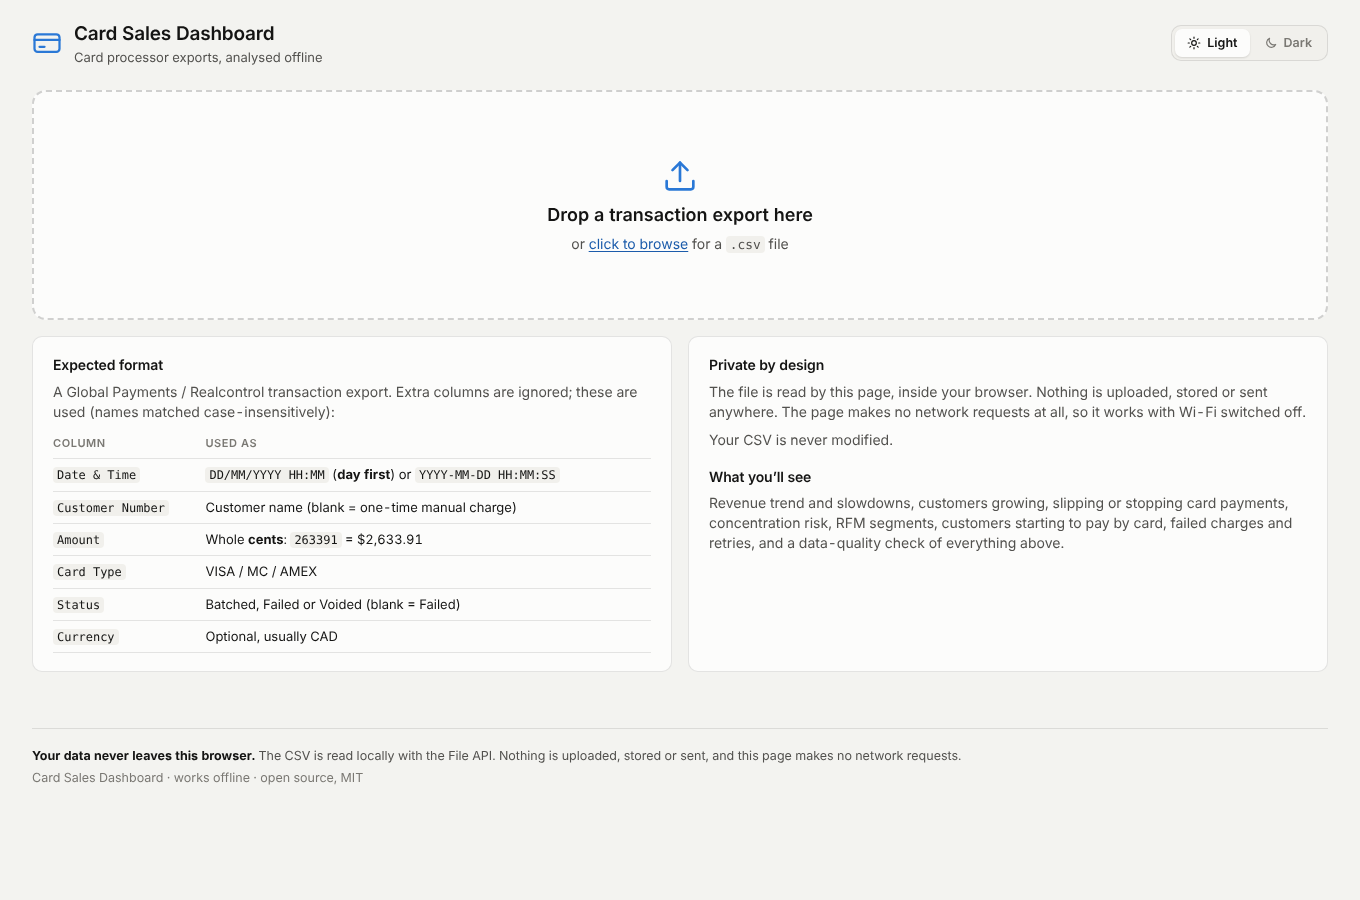 Card Sales Dashboard
Card processor exports, analysed offline
Light
Dark
Drop a transaction export here
or click to browse for a .csv file
Expected format
A Global Payments / Realcontrol transaction export. Extra columns are ignored; these are
used (names matched case-insensitively):
COLUMN USED AS
Date & Time DD/MM/YYYY HH:MM (day first) or YYYY-MM-DD HH:MM:SS
Customer Number Customer name (blank = one-time manual charge)
Amount Whole cents: 263391 = $2,633.91
Card Type VISA / MC / AMEX
Status Batched, Failed or Voided (blank = Failed)
Currency Optional, usually CAD
Private by design
The file is read by this page, inside your browser. Nothing is uploaded, stored or sent
anywhere. The page makes no network requests at all, so it works with Wi-Fi switched off.
Your CSV is never modified.
What you’ll see
Revenue trend and slowdowns, customers growing, slipping or stopping card payments,
concentration risk, RFM segments, customers starting to pay by card, failed charges and
retries, and a data-quality check of everything above.
Your data never leaves this browser. The CSV is read locally with the File API. Nothing is uploaded, stored or sent, and this page makes no network requests.
Card Sales Dashboard · works offline · open source, MIT